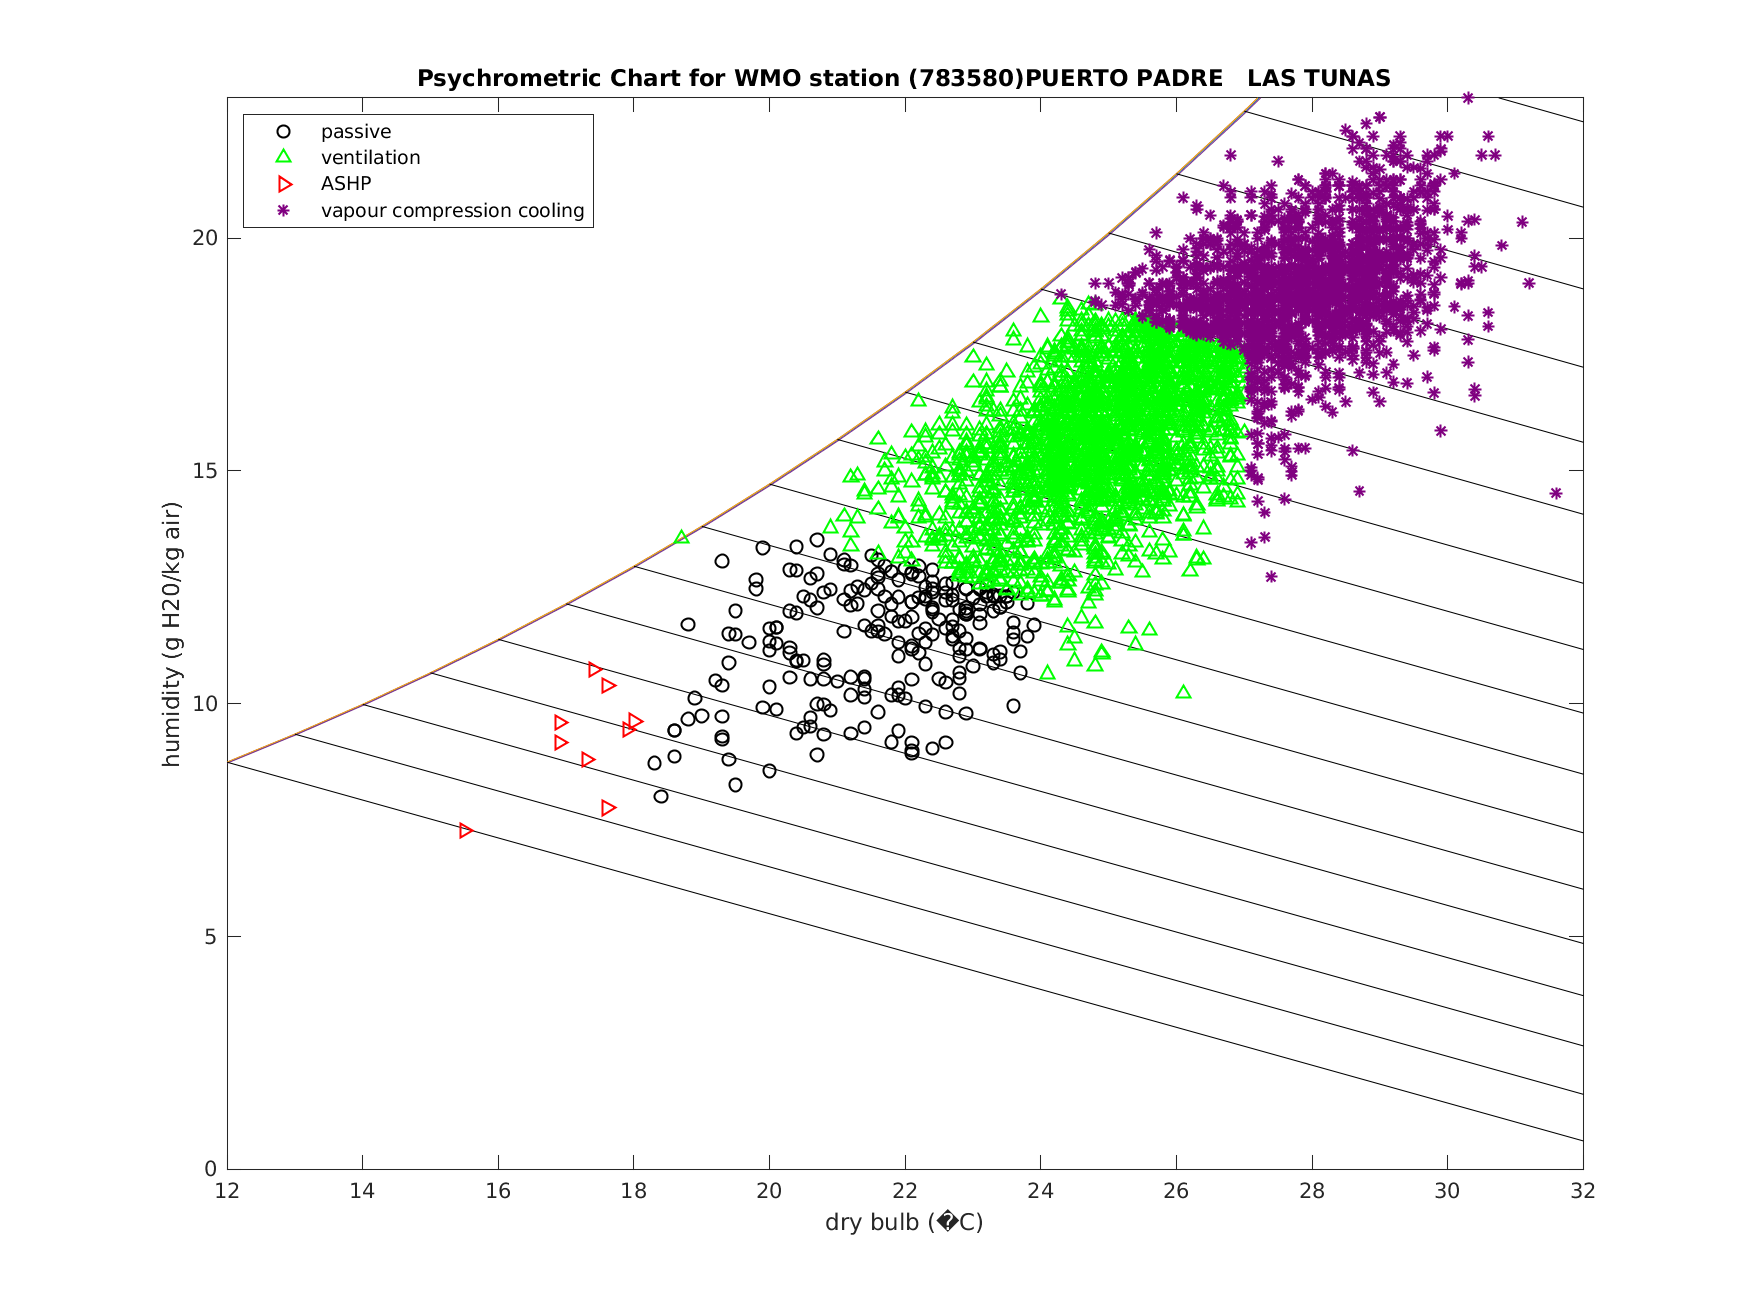 Psychrometric Chart for WMO station (783580)PUERTO PADRE   LAS TUNAS
passive
ventilation
ASHP
vapour compression cooling
humidity (g H20/kg air)
20
15
10
5
0
12 14 16 18 20 22 24 26 28 30 32
dry bulb (�C)